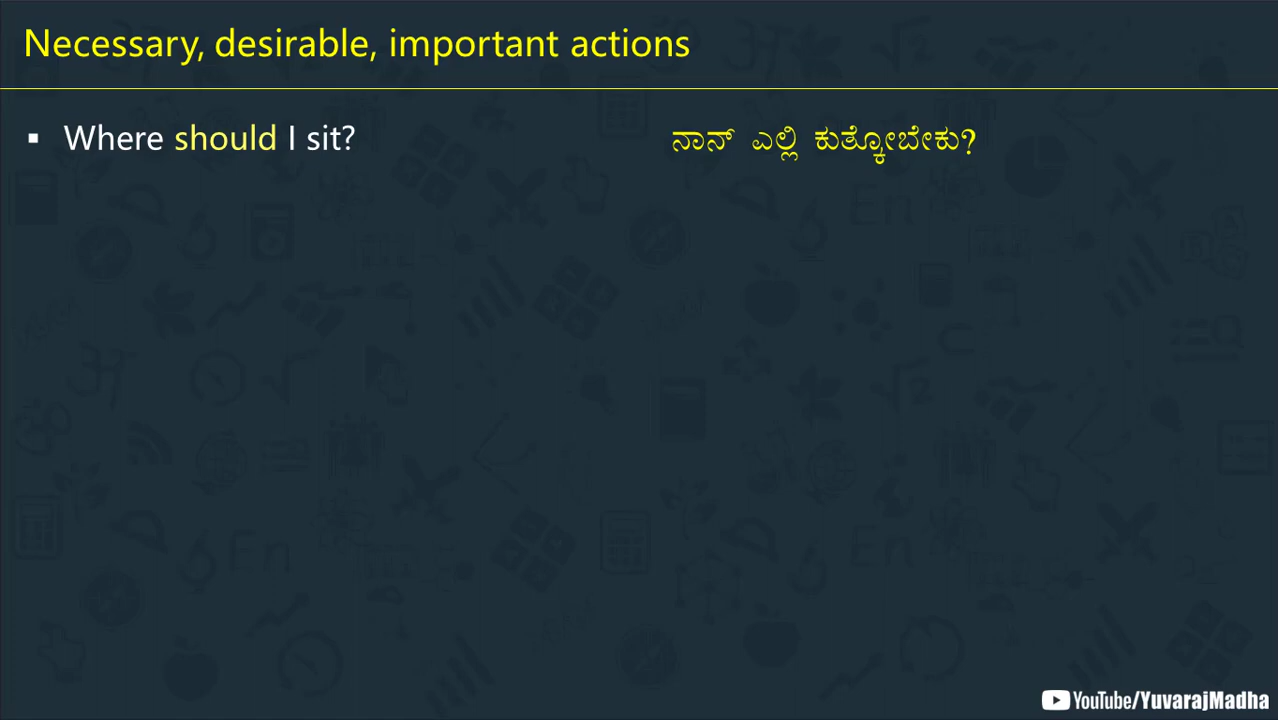 Necessary, desirable, important actions
▪ Where should I sit? ನಾನ್ ಎಲ್ಲಿ ಕುತ್ಕೋಬೇಕು?
YouTube/YuvarajMadha